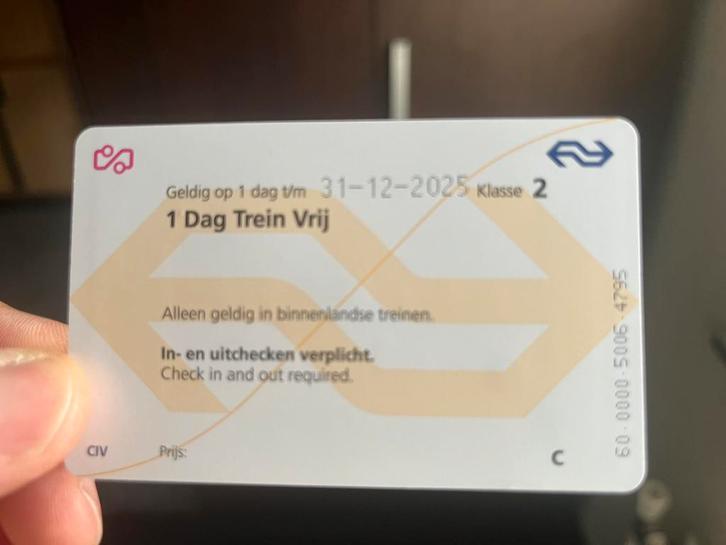 Geldig op 1 dag t/m 31-12-2025 Klasse 2
1 Dag Trein Vrij
Alleen geldig in binnenlandse treinen.
In- en uitchecken verplicht.
Check in and out required.
CIV Prijs: C
60·0000·5006·4795